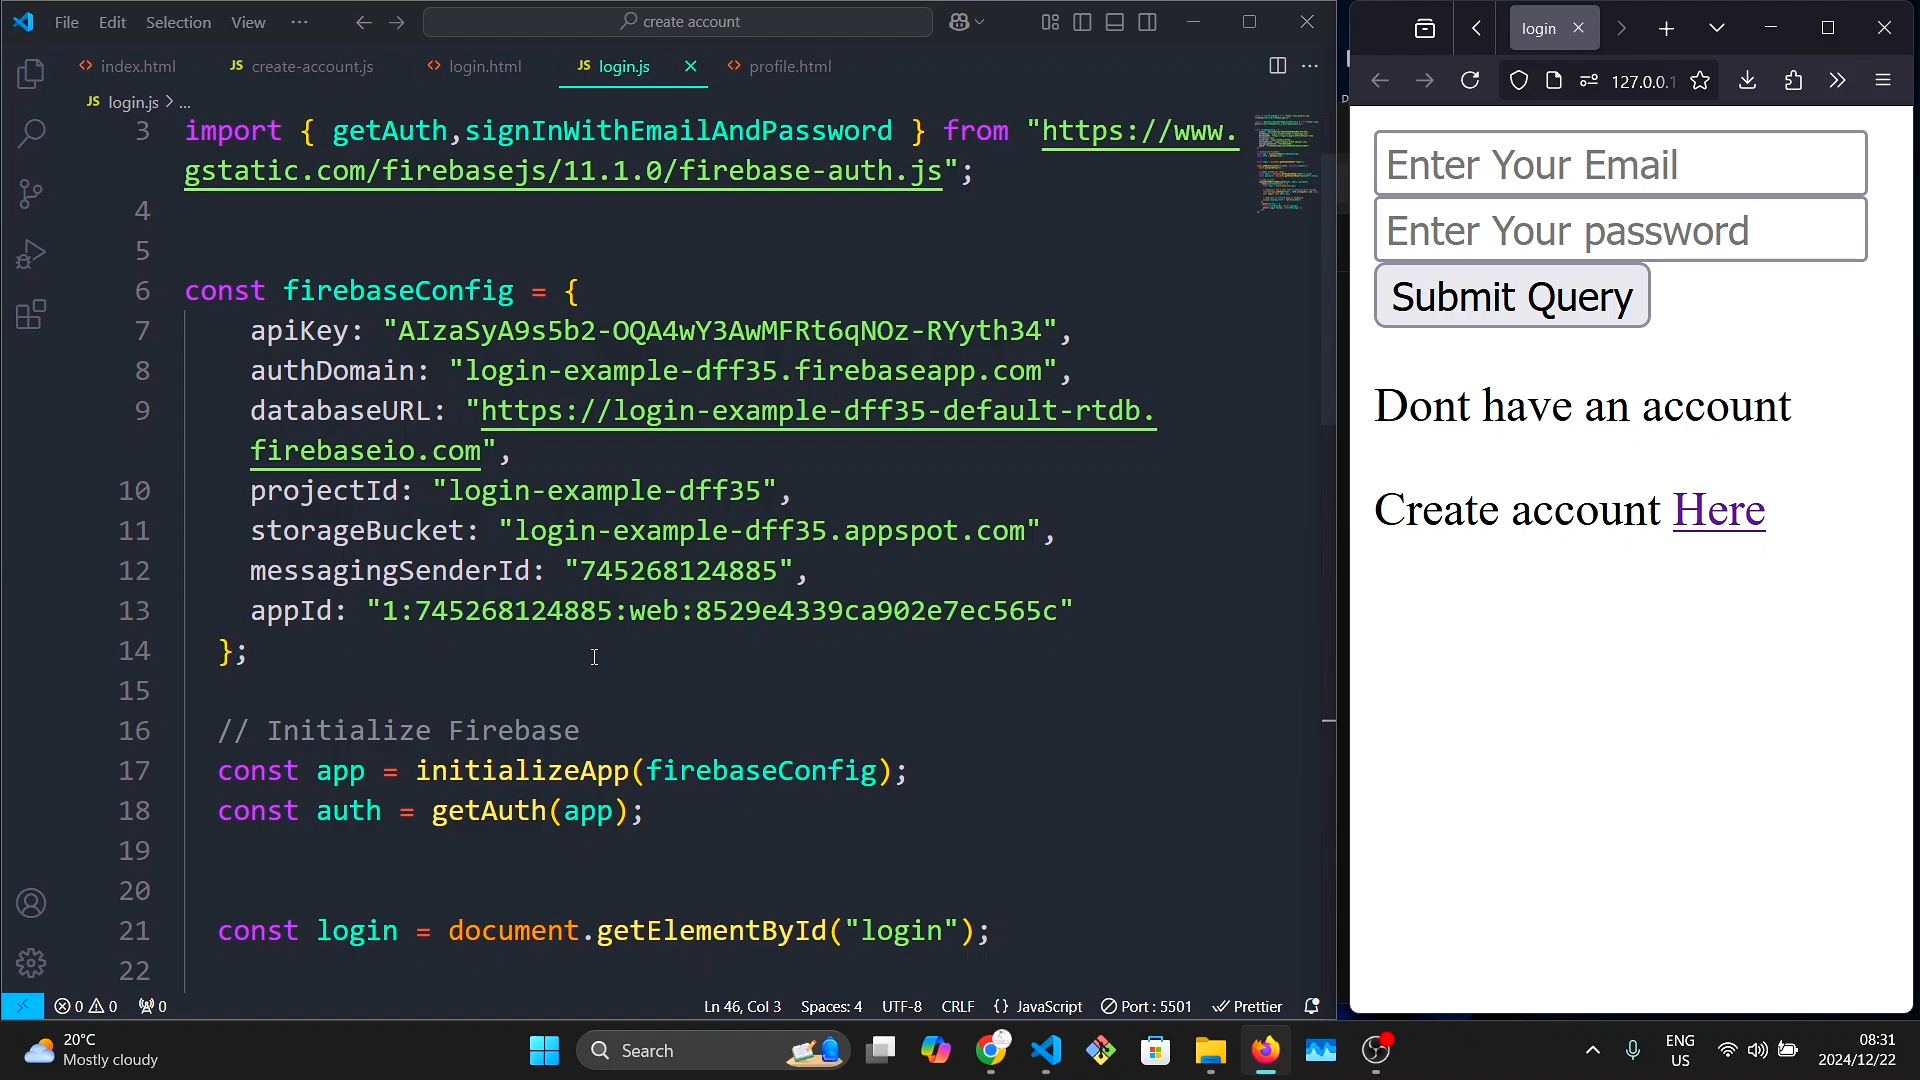 File Edit Selection View ··· create account
index.html JS create-account.js login.html JS login.js profile.html
JS login.js > ...
3 import { getAuth,signInWithEmailAndPassword } from "https://www.
gstatic.com/firebasejs/11.1.0/firebase-auth.js";
4
5
6 const firebaseConfig = {
7 apiKey: "AIzaSyA9s5b2-OQA4wY3AwMFRt6qNOz-RYyth34",
8 authDomain: "login-example-dff35.firebaseapp.com",
9 databaseURL: "https://login-example-dff35-default-rtdb.
firebaseio.com",
10 projectId: "login-example-dff35",
11 storageBucket: "login-example-dff35.appspot.com",
12 messagingSenderId: "745268124885",
13 appId: "1:745268124885:web:8529e4339ca902e7ec565c"
14 };
15
16 // Initialize Firebase
17 const app = initializeApp(firebaseConfig);
18 const auth = getAuth(app);
19
20
21 const login = document.getElementById("login");
22
0 0 0 Ln 46, Col 3 Spaces: 4 UTF-8 CRLF {} JavaScript Port : 5501 Prettier
login
127.0.0.1
Enter Your Email
Enter Your password
Submit Query
Dont have an account
Create account Here
20°C
Mostly cloudy
Search
ENG
US
08:31
2024/12/22